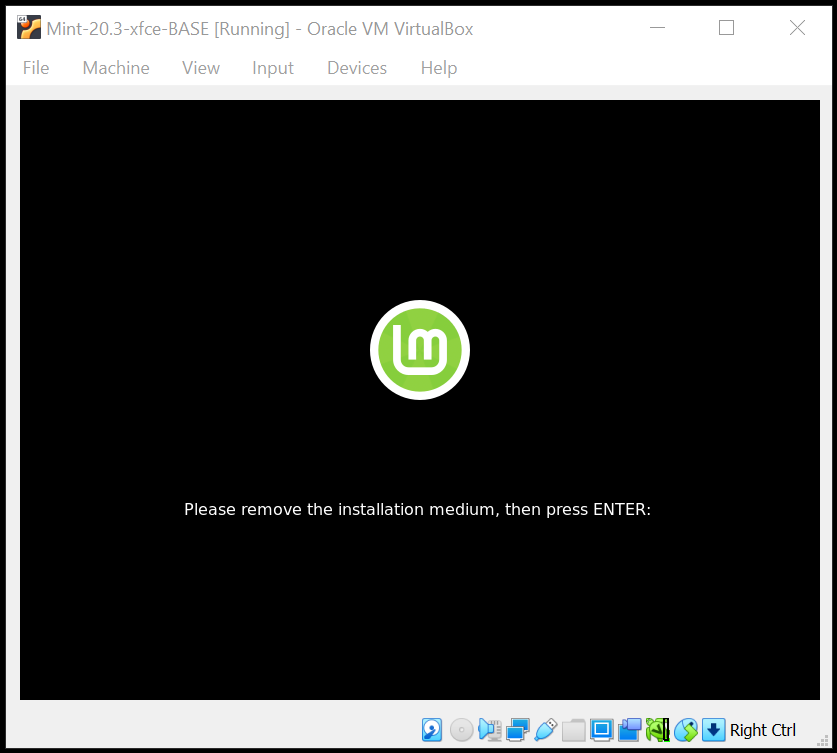 Mint-20.3-xfce-BASE [Running] - Oracle VM VirtualBox
File Machine View Input Devices Help
lm
Please remove the installation medium, then press ENTER:
Right Ctrl